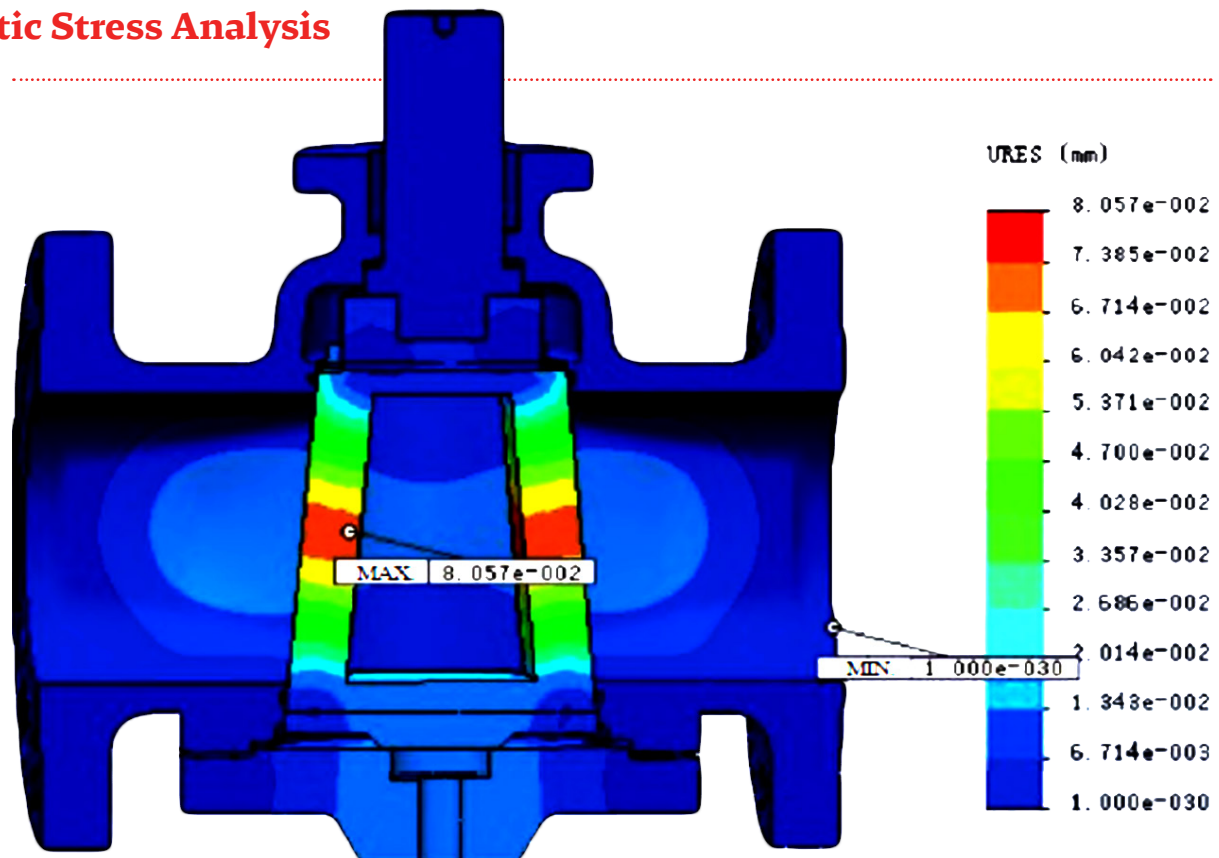 tic Stress Analysis
URES (mm)
8.057e-002
7.385e-002
6.714e-002
6.042e-002
5.371e-002
4.700e-002
4.028e-002
3.357e-002
2.686e-002
2.014e-002
1.343e-002
6.714e-003
1.000e-030
MAX 8.057e-002
MIN 1.000e-030